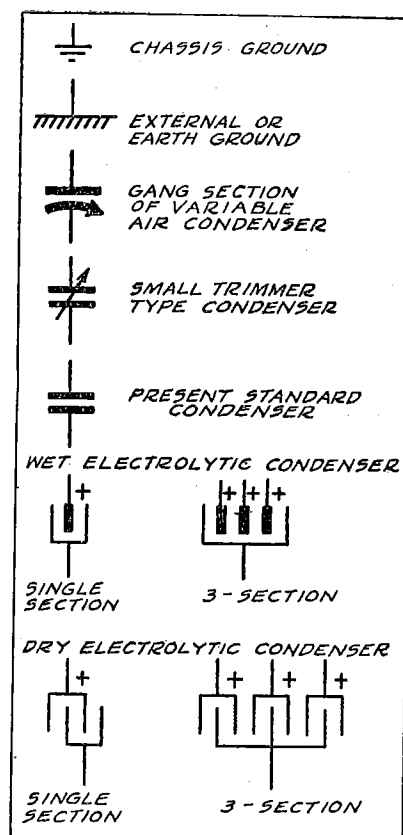 CHASSIS GROUND
EXTERNAL OR
EARTH GROUND
GANG SECTION
OF VARIABLE
AIR CONDENSER
SMALL TRIMMER
TYPE CONDENSER
PRESENT STANDARD
CONDENSER
WET ELECTROLYTIC CONDENSER
+
+ + +
SINGLE
SECTION
3-SECTION
DRY ELECTROLYTIC CONDENSER
+
+ + +
SINGLE
SECTION
3-SECTION